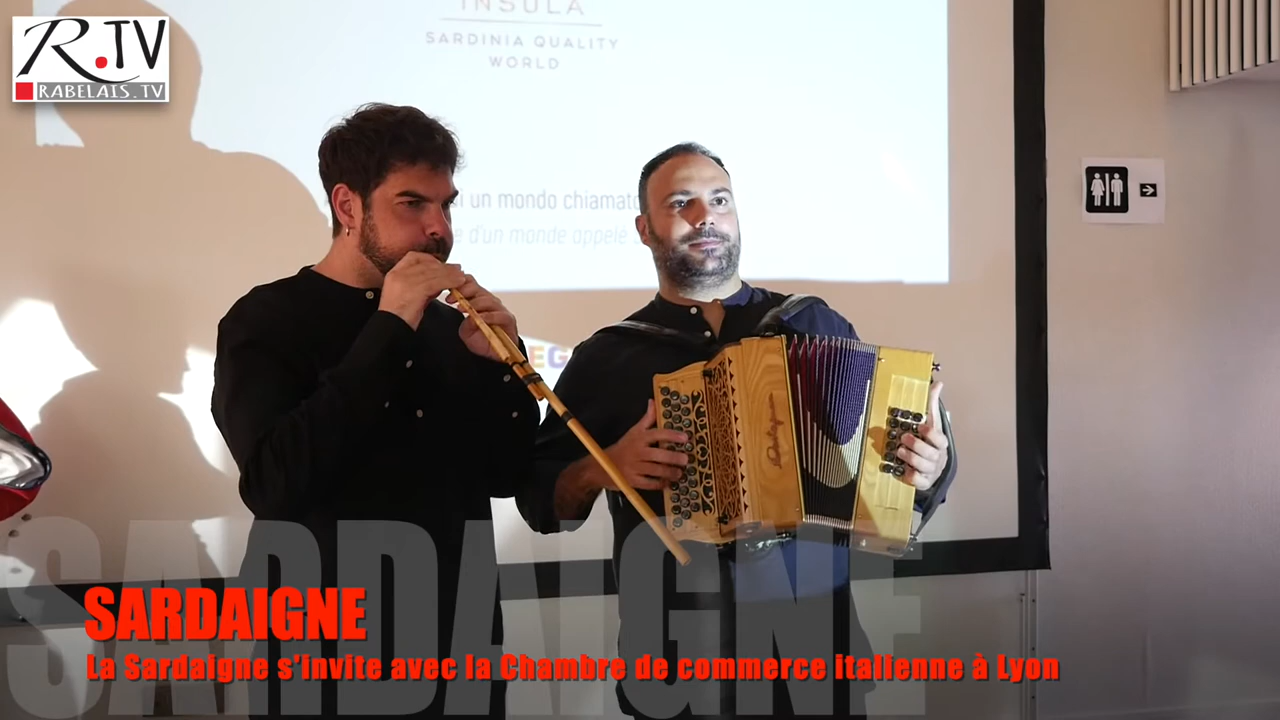 R.TV
RABELAIS.TV
INSULA
SARDINIA QUALITY
WORLD
i un mondo chiamato
e d'un monde appelé
EG
SARDAIGNE
SARDAIGNE
La Sardaigne s'invite avec la Chambre de commerce italienne à Lyon